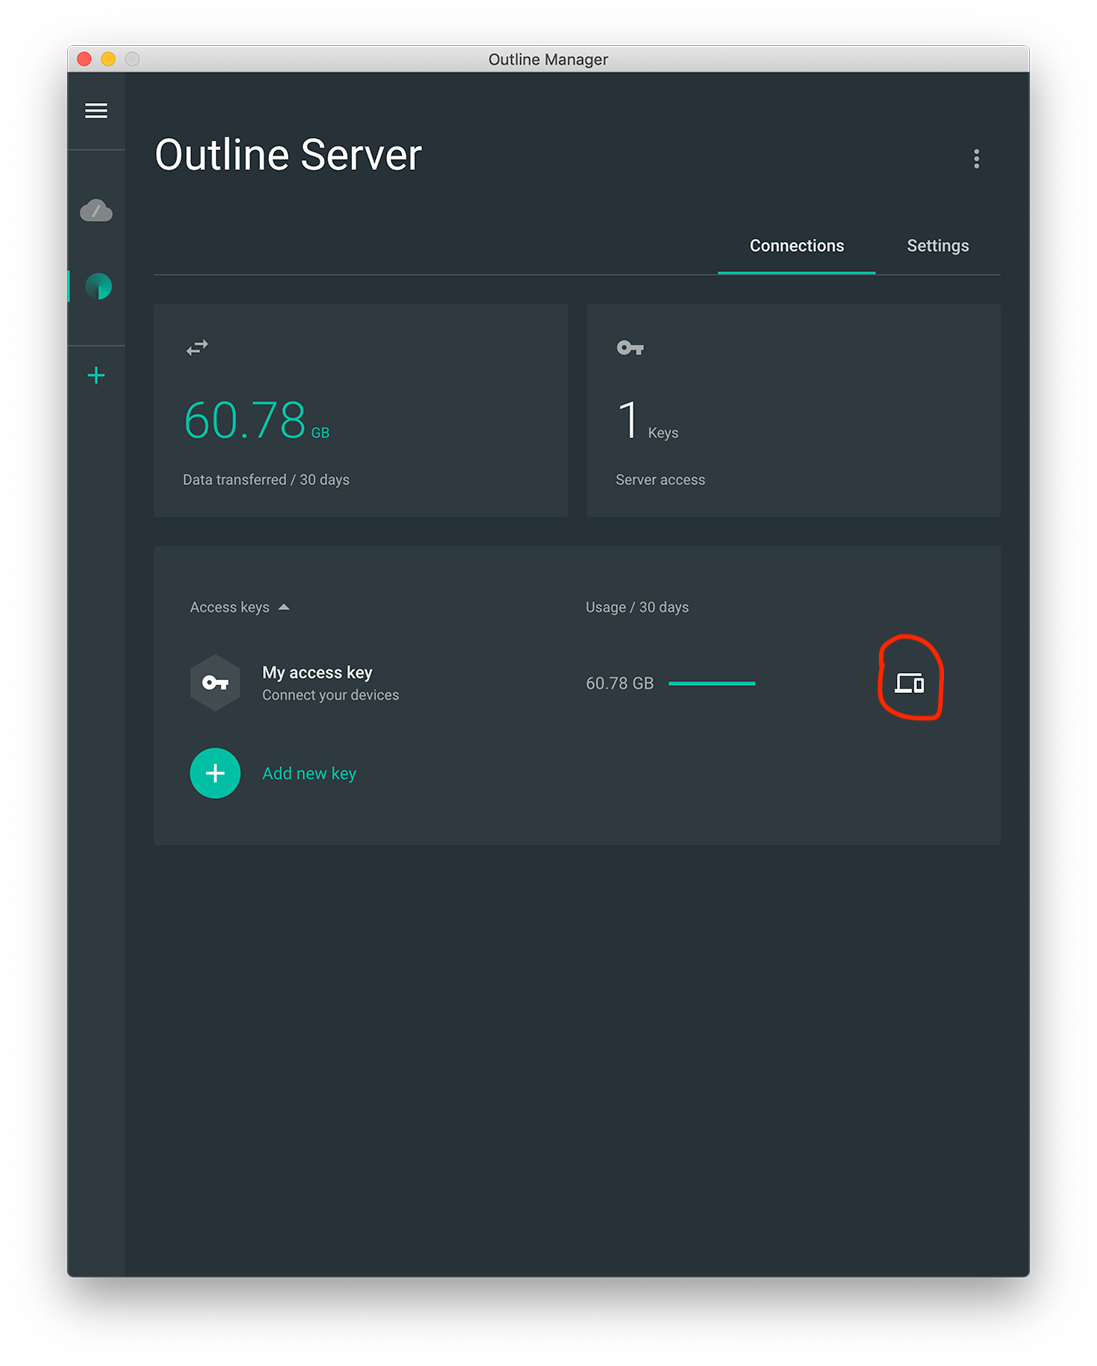 Outline Manager
Outline Server
Connections Settings
60.78 GB
Data transferred / 30 days
1 Keys
Server access
Access keys Usage / 30 days
My access key
Connect your devices
60.78 GB
Add new key